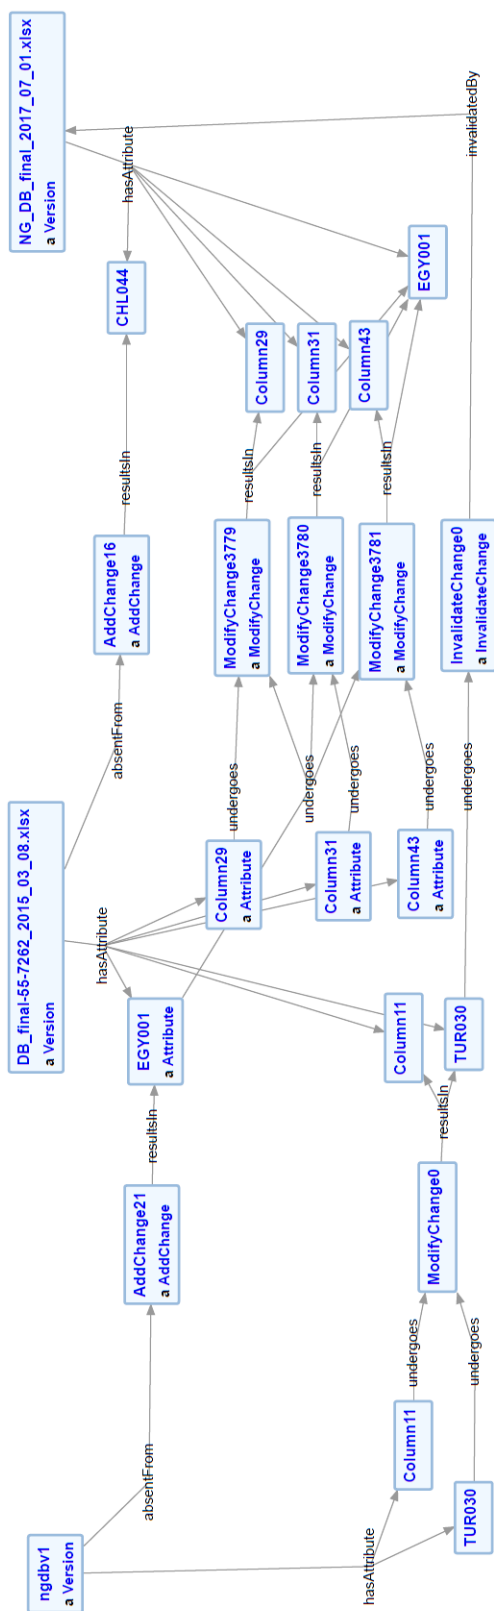 ngdbv1
a Version
DB_final-55-7262_2015_03_08.xlsx
a Version
NG_DB_final_2017_07_01.xlsx
a Version
absentFrom
AddChange21
a AddChange
resultsIn
EGY001
a Attribute
hasAttribute
absentFrom
AddChange16
a AddChange
resultsIn
CHL044
hasAttribute
Column29
a Attribute
undergoes
ModifyChange3779
a ModifyChange
resultsIn
Column29
undergoes
Column31
a Attribute
undergoes
ModifyChange3780
a ModifyChange
resultsIn
Column31
Column43
a Attribute
undergoes
ModifyChange3781
a ModifyChange
resultsIn
Column43
EGY001
hasAttribute
Column11
undergoes
TUR030
undergoes
ModifyChange0
resultsIn
Column11
TUR030
undergoes
InvalidateChange0
a InvalidateChange
invalidatedBy